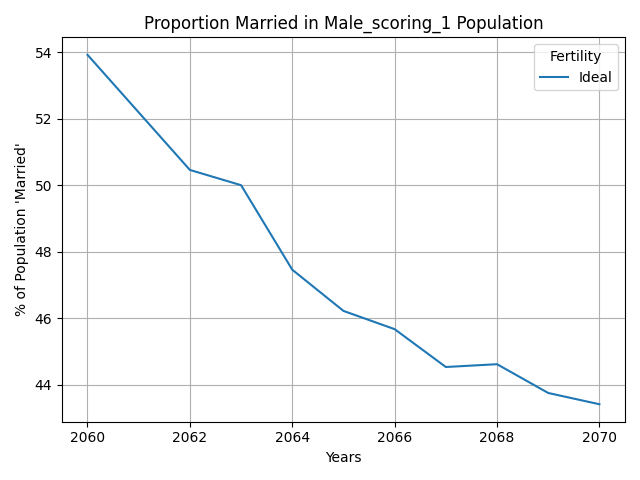 Proportion Married in Male_scoring_1 Population
Fertility
Ideal
% of Population 'Married'
54
52
50
48
46
44
2060
2062
2064
2066
2068
2070
Years